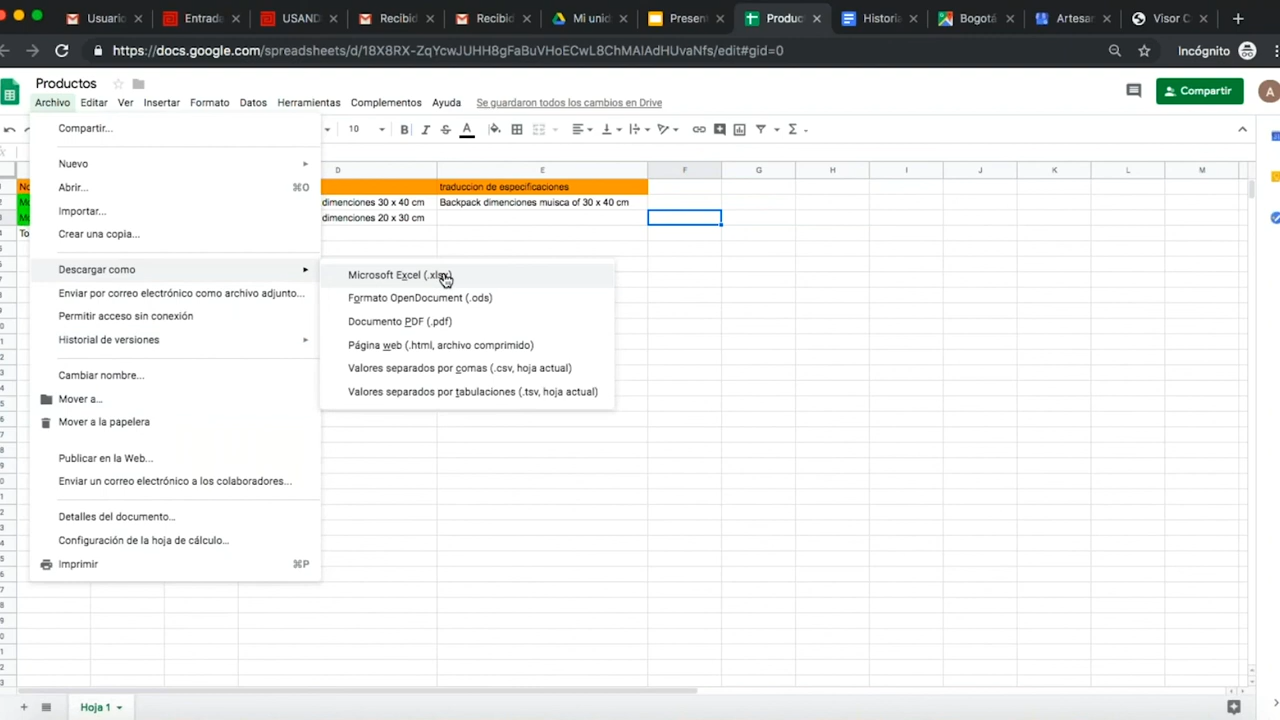 Usuario
Entrada
USAND
Recibid
Recibid
Mi unid
Present
Produc
Historia
Bogotá
Artesar
Visor C
https://docs.google.com/spreadsheets/d/18X8RX-ZqYcwJUHH8gFaBuVHoECwL8ChMAIAdHUvaNfs/edit#gid=0
Incógnito
Productos
Archivo Editar Ver Insertar Formato Datos Herramientas Complementos Ayuda Se guardaron todos los cambios en Drive
Compartir
A
10
B I S A
D E F G H I J K L M
traduccion de especificaciones
dimenciones 30 x 40 cm Backpack dimenciones muisca of 30 x 40 cm
dimenciones 20 x 30 cm
To
Compartir...
Nuevo
Abrir... ⌘O
Importar...
Crear una copia...
Descargar como
Enviar por correo electrónico como archivo adjunto...
Permitir acceso sin conexión
Historial de versiones
Cambiar nombre...
Mover a...
Mover a la papelera
Publicar en la Web...
Enviar un correo electrónico a los colaboradores...
Detalles del documento...
Configuración de la hoja de cálculo...
Imprimir ⌘P
Microsoft Excel (.xlsx)
Formato OpenDocument (.ods)
Documento PDF (.pdf)
Página web (.html, archivo comprimido)
Valores separados por comas (.csv, hoja actual)
Valores separados por tabulaciones (.tsv, hoja actual)
Hoja 1